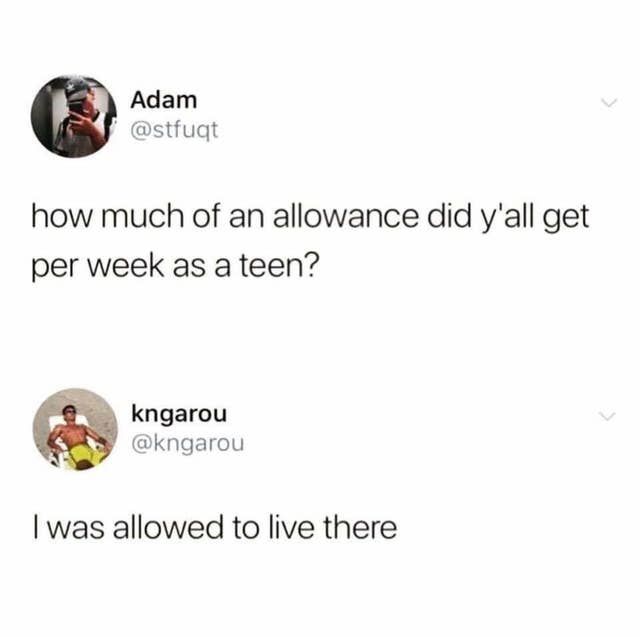 Adam
@stfuqt
how much of an allowance did y'all get
per week as a teen?
kngarou
@kngarou
I was allowed to live there